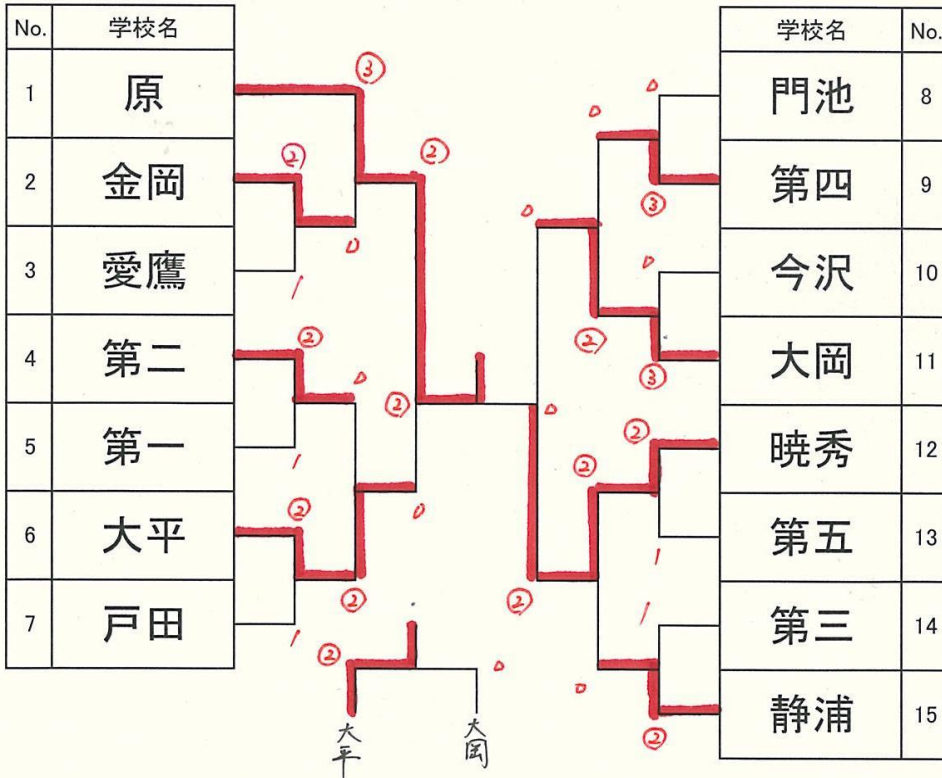 No. 学校名
1 原
2 金岡
3 愛鷹
4 第二
5 第一
6 大平
7 戸田
学校名 No.
門池 8
第四 9
今沢 10
大岡 11
暁秀 12
第五 13
第三 14
静浦 15
③
②
②
0
1
②
0
②
1
②
0
②
1
0
0
③
0
0
②
③
0
②
②
1
②
1
0
②
②
0
大平
大岡